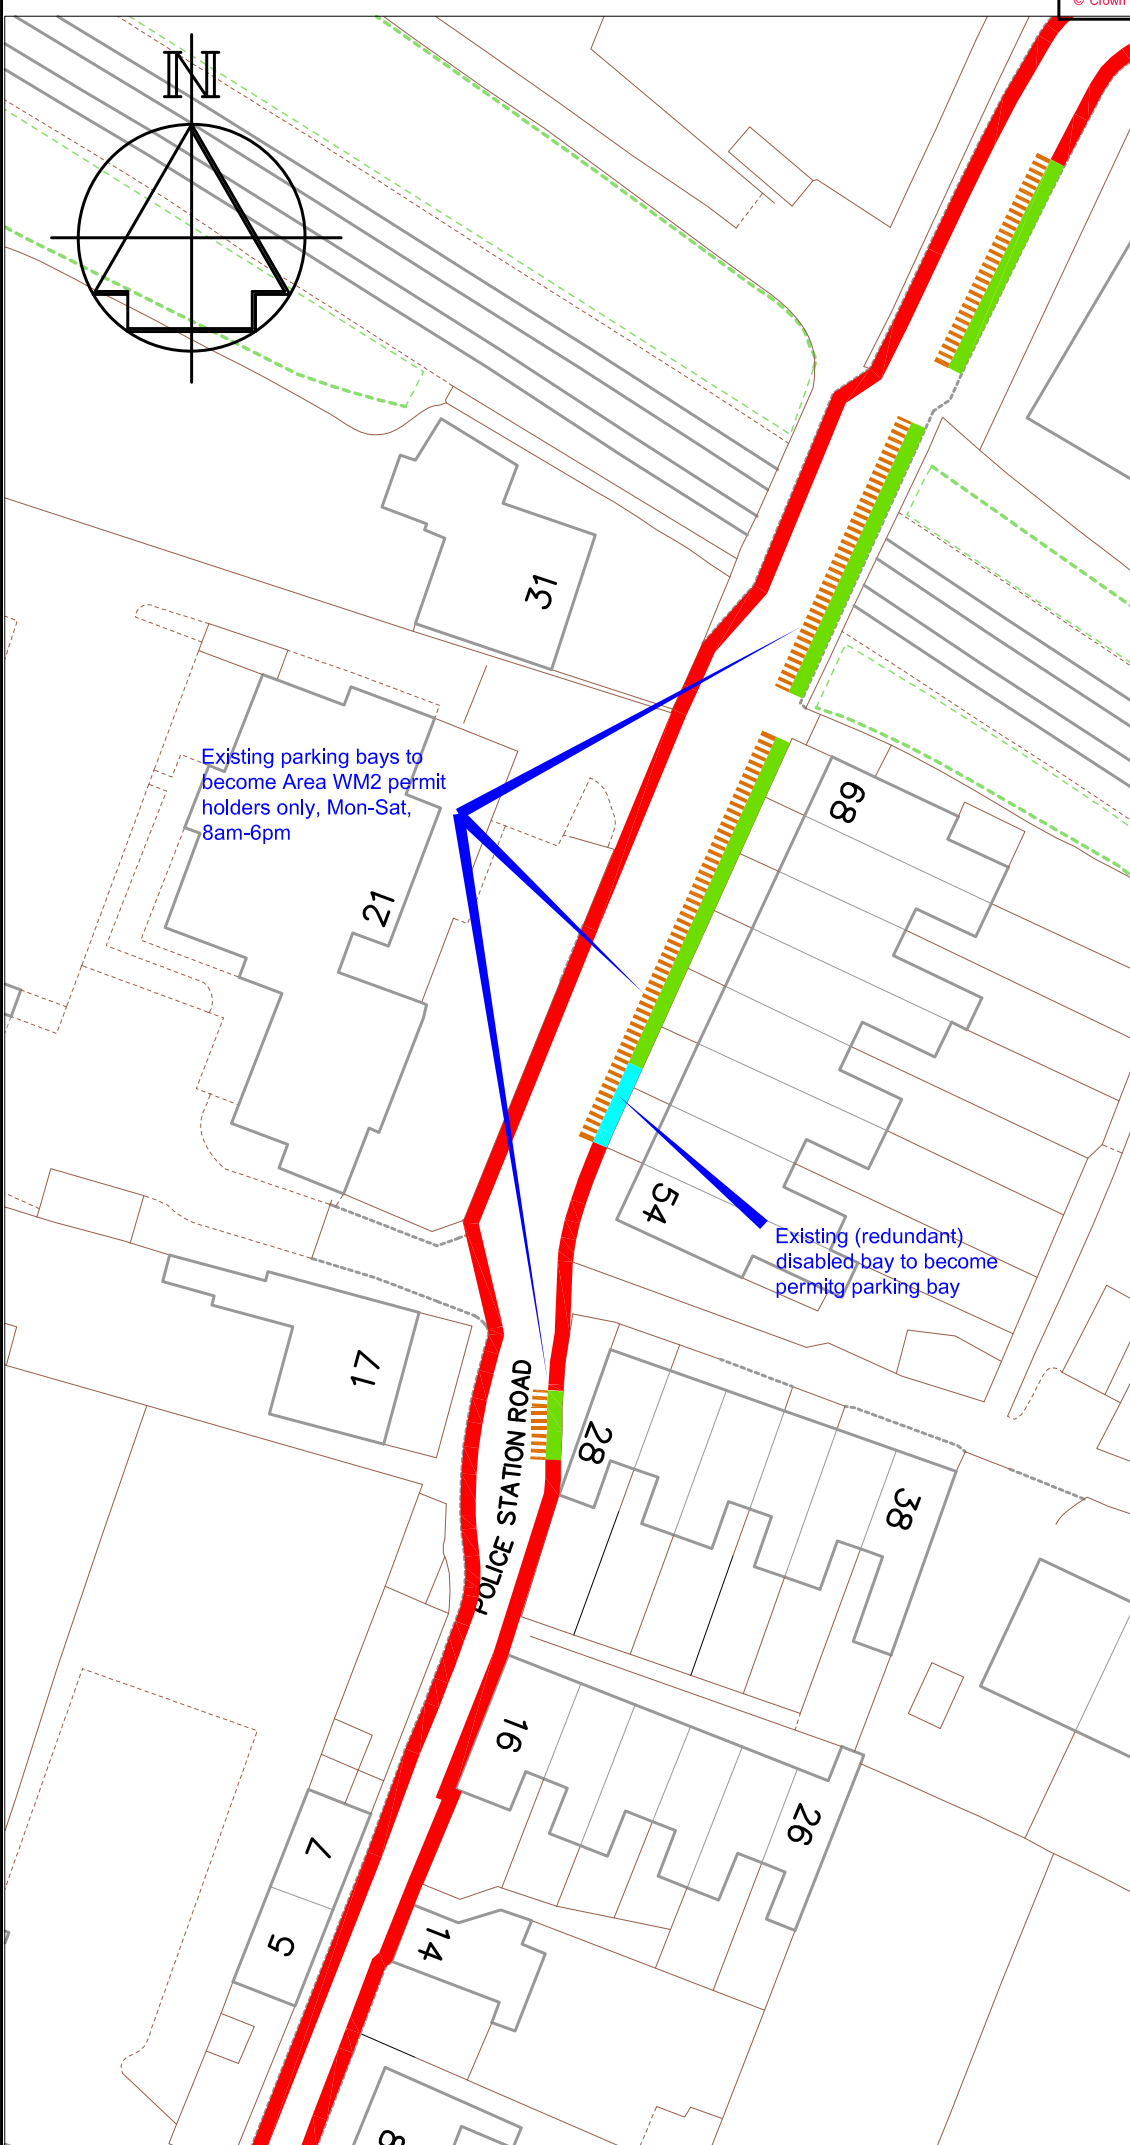 © Crown
N
31
Existing parking bays to
become Area WM2 permit
holders only, Mon-Sat,
8am-6pm
68
21
54
Existing (redundant)
disabled bay to become
permitg parking bay
17
POLICE STATION ROAD
28
38
16
26
7
5
14
8